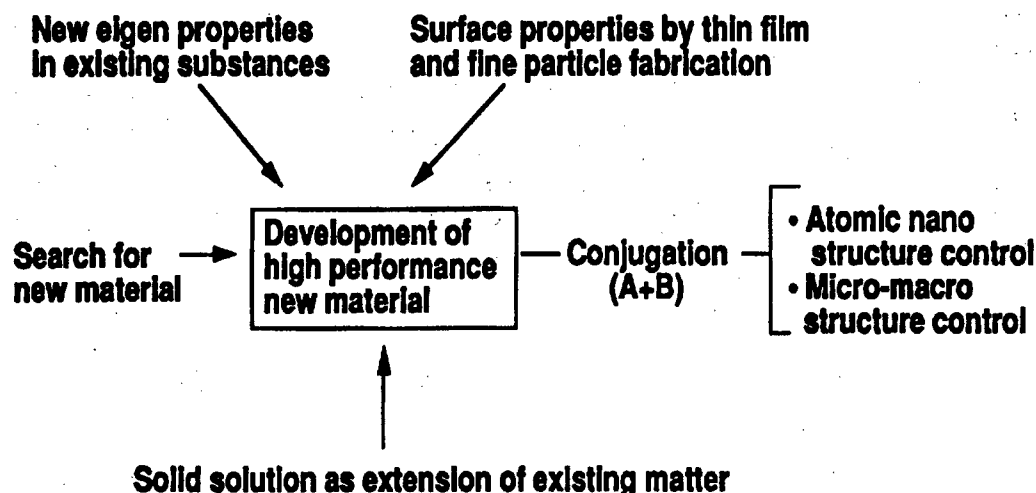 New eigen properties
in existing substances
Surface properties by thin film
and fine particle fabrication
Search for
new material
Development of
high performance
new material
Conjugation
(A+B)
• Atomic nano
structure control
• Micro-macro
structure control
Solid solution as extension of existing matter